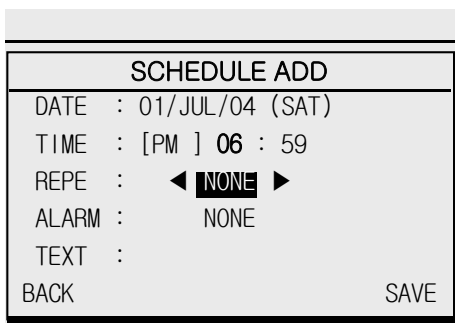 SCHEDULE ADD
DATE : 01/JUL/04 (SAT)
TIME : [PM ] 06 : 59
REPE : ◀ NONE ▶
ALARM : NONE
TEXT :
BACK SAVE